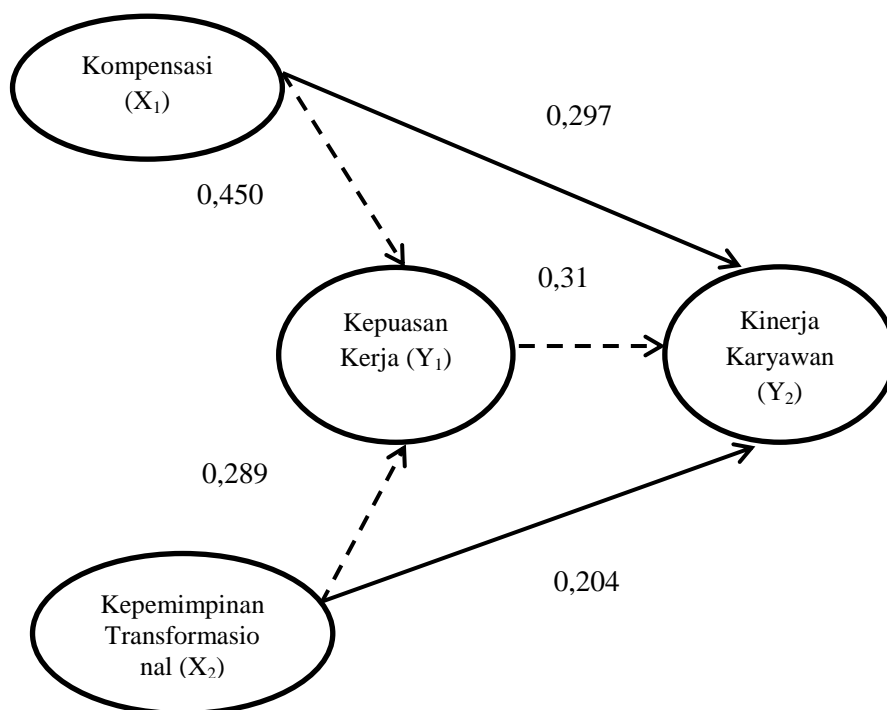 Kompensasi
(X₁)
0,297
0,450
0,31
Kepuasan
Kerja (Y₁)
Kinerja
Karyawan
(Y₂)
0,289
0,204
Kepemimpinan
Transformasio
nal (X₂)